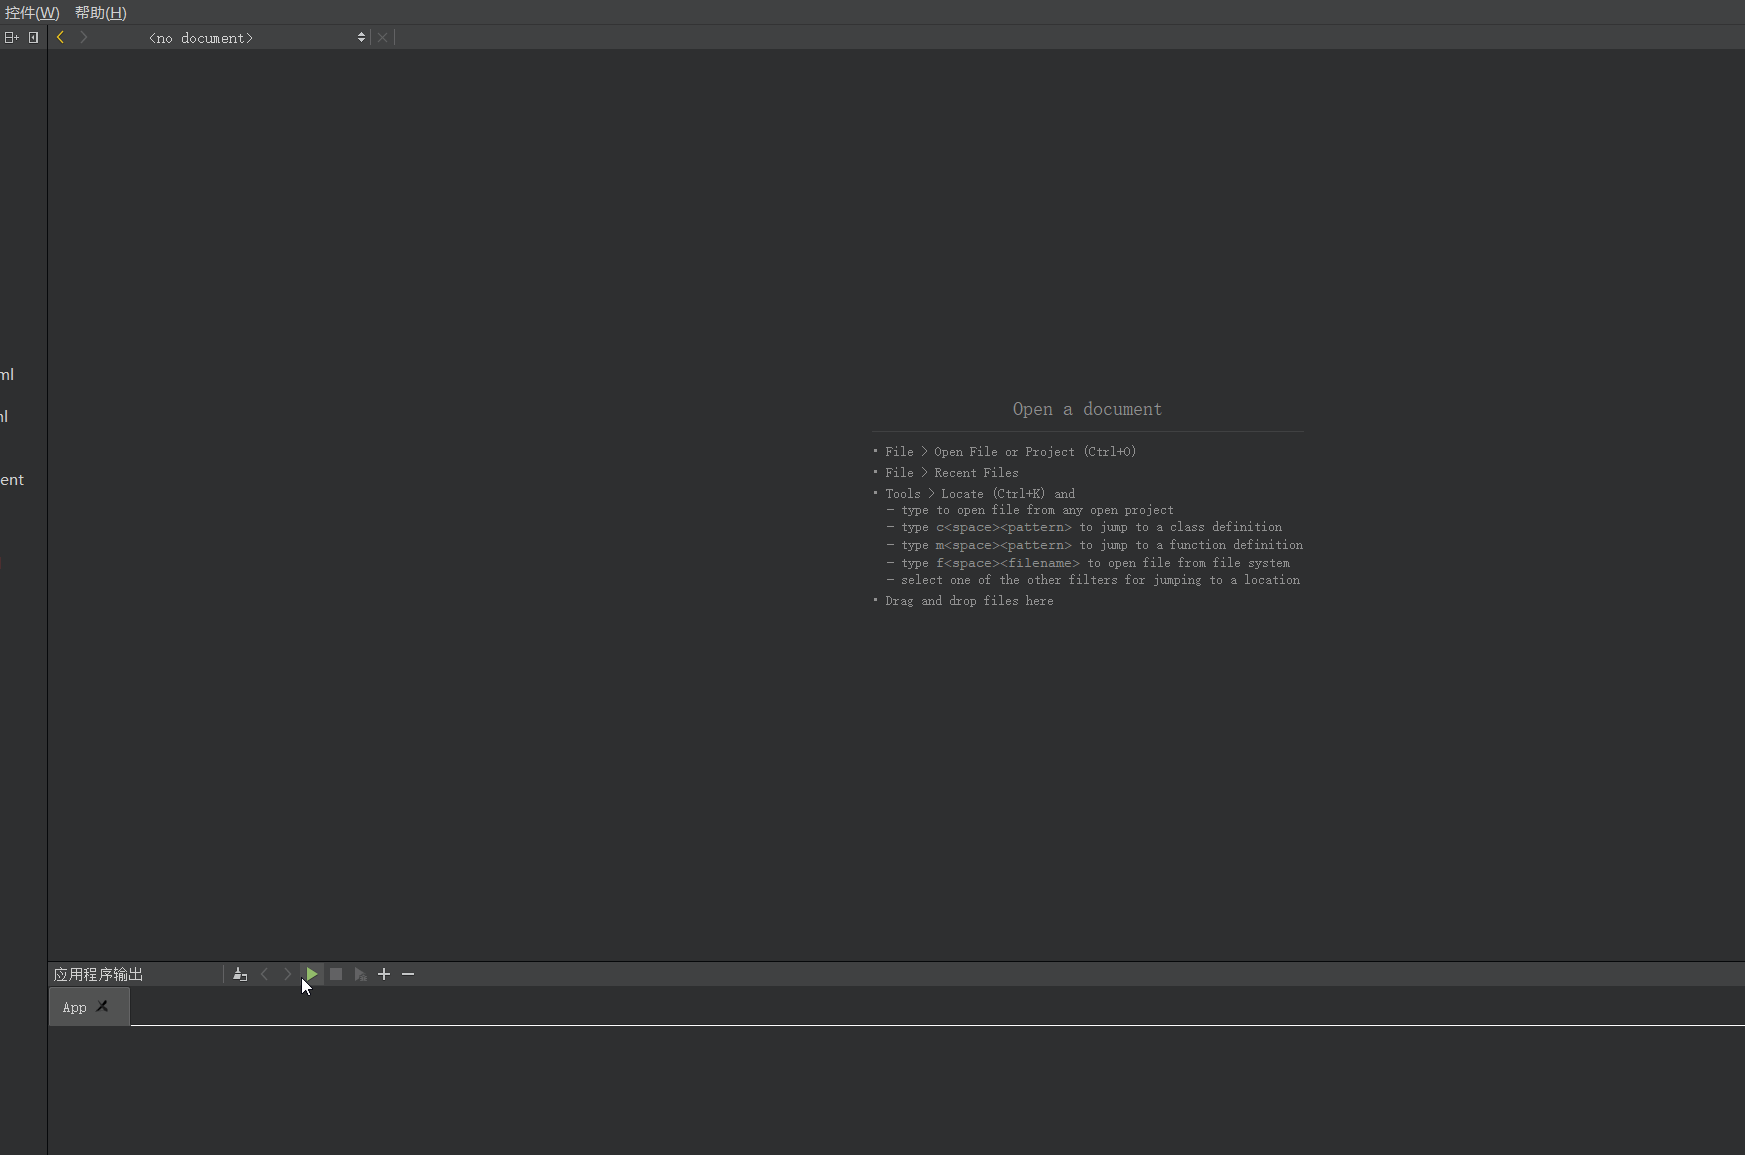 控件(W) 帮助(H)
<no document>
ml
ent
Open a document
• File > Open File or Project (Ctrl+O)
• File > Recent Files
• Tools > Locate (Ctrl+K) and
– type to open file from any open project
– type c<space><pattern> to jump to a class definition
– type m<space><pattern> to jump to a function definition
– type f<space><filename> to open file from file system
– select one of the other filters for jumping to a location
• Drag and drop files here
应用程序输出
App